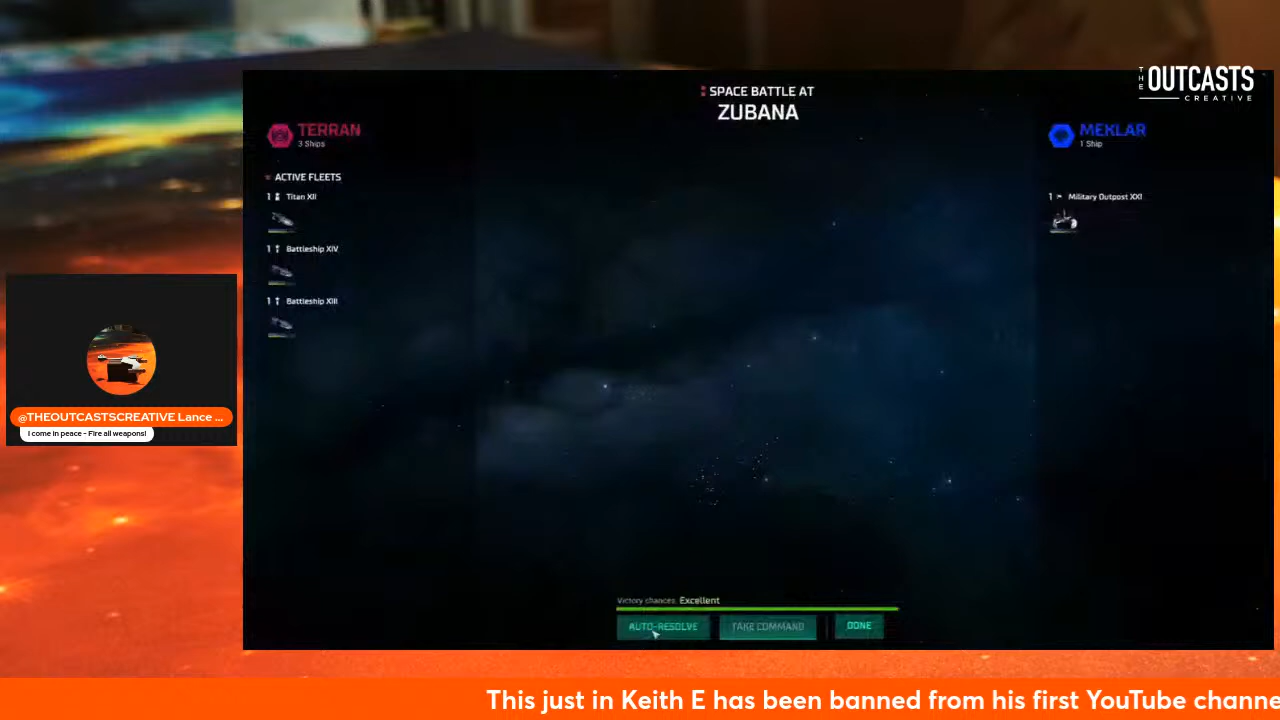 THE OUTCASTS
CREATIVE
SPACE BATTLE AT
ZUBANA
TERRAN
3 Ships
MEKLAR
1 Ship
ACTIVE FLEETS
1 Titan XII
1 Military Outpost XXI
1 Battleship XIV
1 Battleship XIII
@THEOUTCASTSCREATIVE Lance ...
I come in peace - Fire all weapons!
Victory chances: Excellent
AUTO-RESOLVE
TAKE COMMAND
DONE
This just in Keith E has been banned from his first YouTube channe